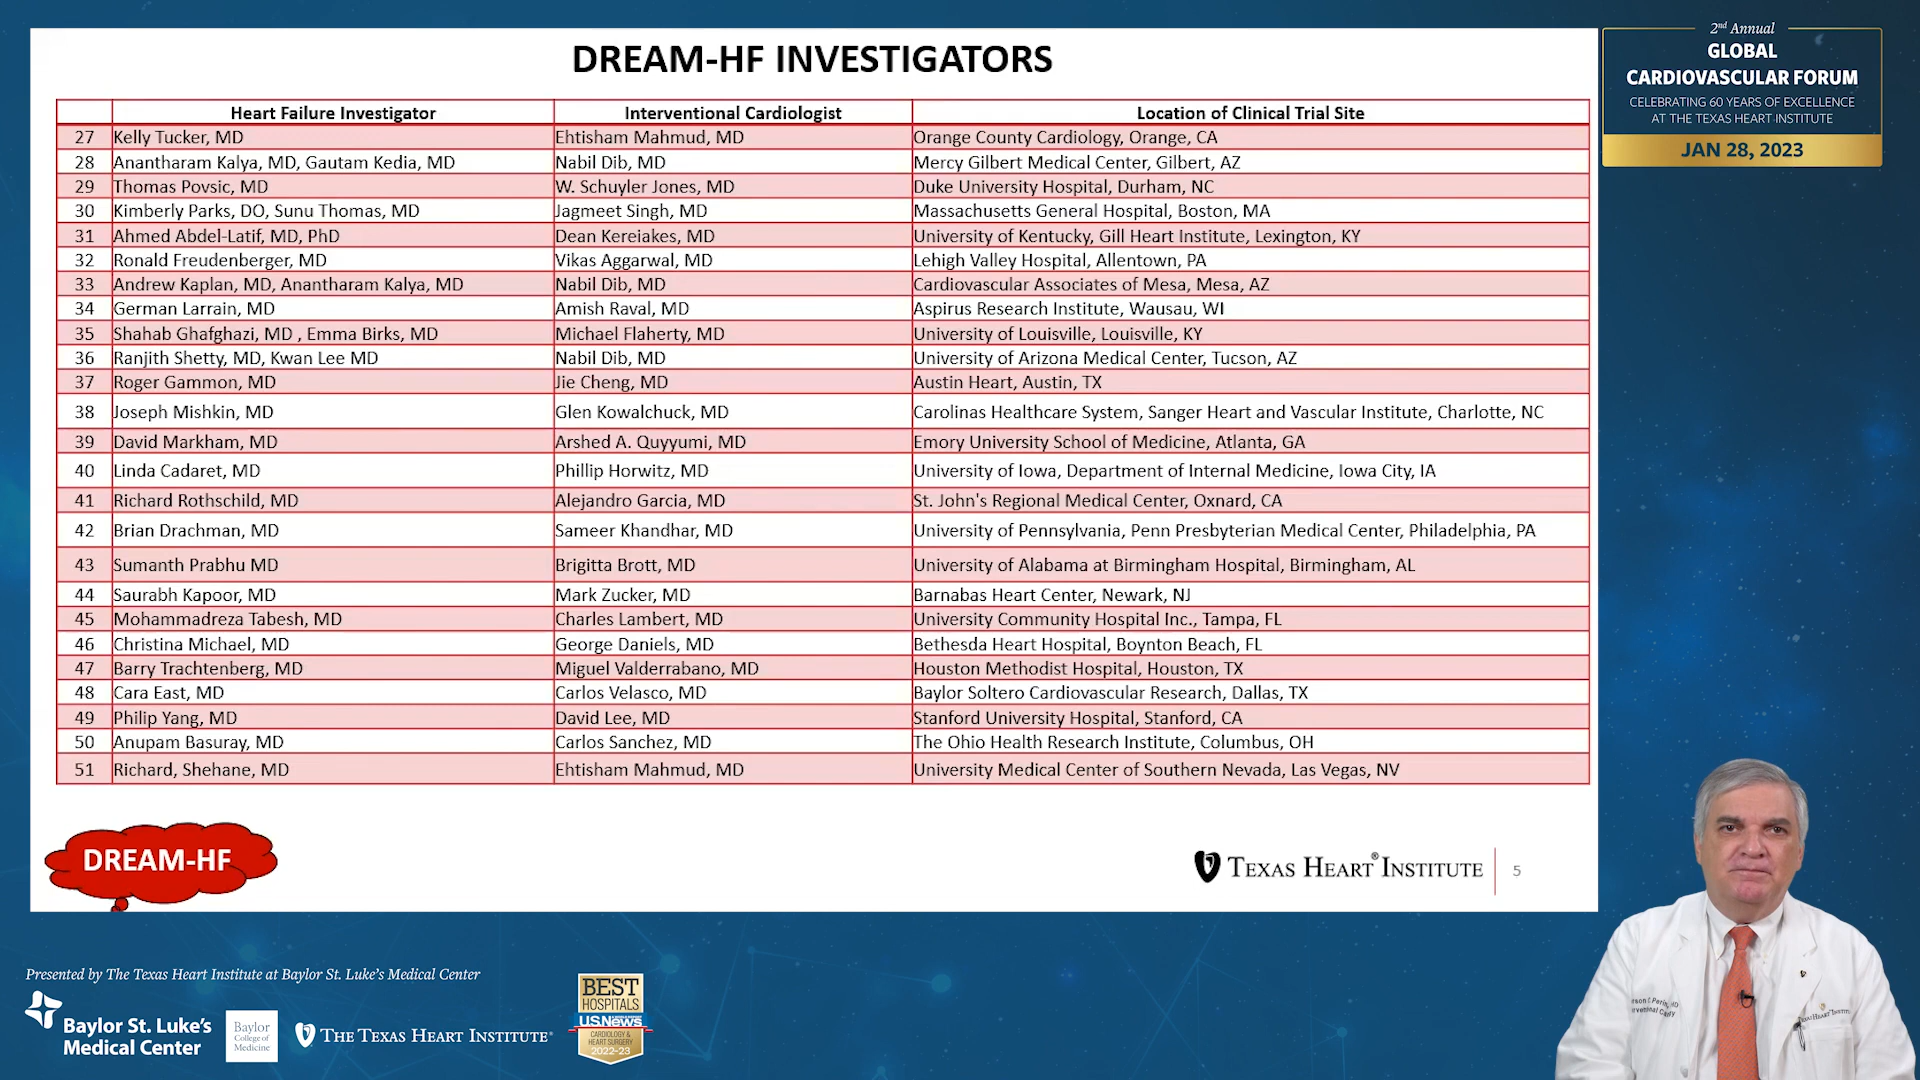 DREAM-HF INVESTIGATORS
Heart Failure Investigator Interventional Cardiologist Location of Clinical Trial Site
27 Kelly Tucker, MD Ehtisham Mahmud, MD Orange County Cardiology, Orange, CA
28 Anantharam Kalya, MD, Gautam Kedia, MD Nabil Dib, MD Mercy Gilbert Medical Center, Gilbert, AZ
29 Thomas Povsic, MD W. Schuyler Jones, MD Duke University Hospital, Durham, NC
30 Kimberly Parks, DO, Sunu Thomas, MD Jagmeet Singh, MD Massachusetts General Hospital, Boston, MA
31 Ahmed Abdel-Latif, MD, PhD Dean Kereiakes, MD University of Kentucky, Gill Heart Institute, Lexington, KY
32 Ronald Freudenberger, MD Vikas Aggarwal, MD Lehigh Valley Hospital, Allentown, PA
33 Andrew Kaplan, MD, Anantharam Kalya, MD Nabil Dib, MD Cardiovascular Associates of Mesa, Mesa, AZ
34 German Larrain, MD Amish Raval, MD Aspirus Research Institute, Wausau, WI
35 Shahab Ghafghazi, MD , Emma Birks, MD Michael Flaherty, MD University of Louisville, Louisville, KY
36 Ranjith Shetty, MD, Kwan Lee MD Nabil Dib, MD University of Arizona Medical Center, Tucson, AZ
37 Roger Gammon, MD Jie Cheng, MD Austin Heart, Austin, TX
38 Joseph Mishkin, MD Glen Kowalchuck, MD Carolinas Healthcare System, Sanger Heart and Vascular Institute, Charlotte, NC
39 David Markham, MD Arshed A. Quyyumi, MD Emory University School of Medicine, Atlanta, GA
40 Linda Cadaret, MD Phillip Horwitz, MD University of Iowa, Department of Internal Medicine, Iowa City, IA
41 Richard Rothschild, MD Alejandro Garcia, MD St. John's Regional Medical Center, Oxnard, CA
42 Brian Drachman, MD Sameer Khandhar, MD University of Pennsylvania, Penn Presbyterian Medical Center, Philadelphia, PA
43 Sumanth Prabhu MD Brigitta Brott, MD University of Alabama at Birmingham Hospital, Birmingham, AL
44 Saurabh Kapoor, MD Mark Zucker, MD Barnabas Heart Center, Newark, NJ
45 Mohammadreza Tabesh, MD Charles Lambert, MD University Community Hospital Inc., Tampa, FL
46 Christina Michael, MD George Daniels, MD Bethesda Heart Hospital, Boynton Beach, FL
47 Barry Trachtenberg, MD Miguel Valderrabano, MD Houston Methodist Hospital, Houston, TX
48 Cara East, MD Carlos Velasco, MD Baylor Soltero Cardiovascular Research, Dallas, TX
49 Philip Yang, MD David Lee, MD Stanford University Hospital, Stanford, CA
50 Anupam Basuray, MD Carlos Sanchez, MD The Ohio Health Research Institute, Columbus, OH
51 Richard, Shehane, MD Ehtisham Mahmud, MD University Medical Center of Southern Nevada, Las Vegas, NV
DREAM-HF
TEXAS HEART® INSTITUTE 5
2nd Annual
GLOBAL
CARDIOVASCULAR FORUM
CELEBRATING 60 YEARS OF EXCELLENCE
AT THE TEXAS HEART INSTITUTE
JAN 28, 2023
Presented by The Texas Heart Institute at Baylor St. Luke's Medical Center
Baylor St. Luke's
Medical Center
Baylor
College of
Medicine
THE TEXAS HEART INSTITUTE®
BEST
HOSPITALS
U.S.News
CARDIOLOGY &
HEART SURGERY
2022-23